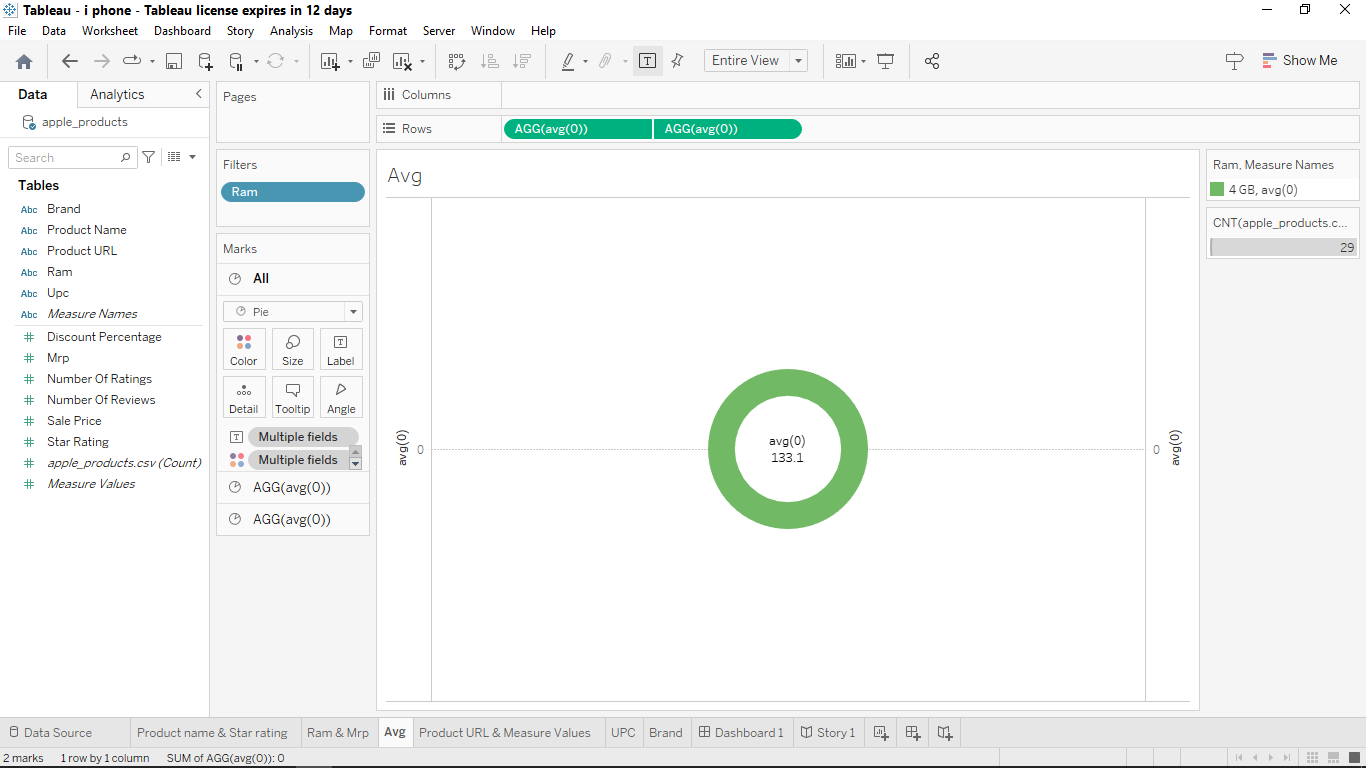 Tableau - i phone - Tableau license expires in 12 days
File Data Worksheet Dashboard Story Analysis Map Format Server Window Help
Entire View
Show Me
Data Analytics
apple_products
Search
Tables
Abc Brand
Abc Product Name
Abc Product URL
Abc Ram
Abc Upc
Abc Measure Names
# Discount Percentage
# Mrp
# Number Of Ratings
# Number Of Reviews
# Sale Price
# Star Rating
# apple_products.csv (Count)
# Measure Values
Pages
Filters
Ram
Marks
All
Pie
Color Size Label
Detail Tooltip Angle
T Multiple fields
Multiple fields
AGG(avg(0))
AGG(avg(0))
Columns
Rows AGG(avg(0)) AGG(avg(0))
Avg
avg(0)
0
avg(0)
133.1
0
avg(0)
Ram, Measure Names
4 GB, avg(0)
CNT(apple_products.c...
29
Data Source Product name & Star rating Ram & Mrp Avg Product URL & Measure Values UPC Brand Dashboard 1 Story 1
2 marks 1 row by 1 column SUM of AGG(avg(0)): 0